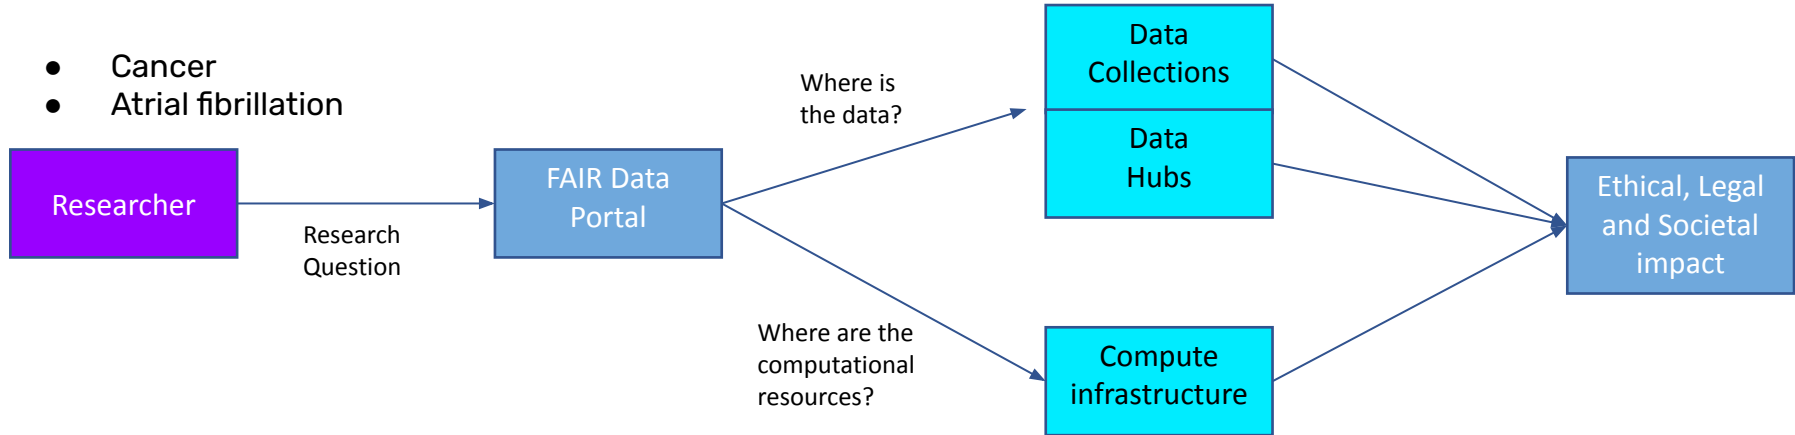 ● Cancer
● Atrial fibrillation
Researcher
Research
Question
FAIR Data
Portal
Where is
the data?
Where are the
computational
resources?
Data
Collections
Data
Hubs
Compute
infrastructure
Ethical, Legal
and Societal
impact